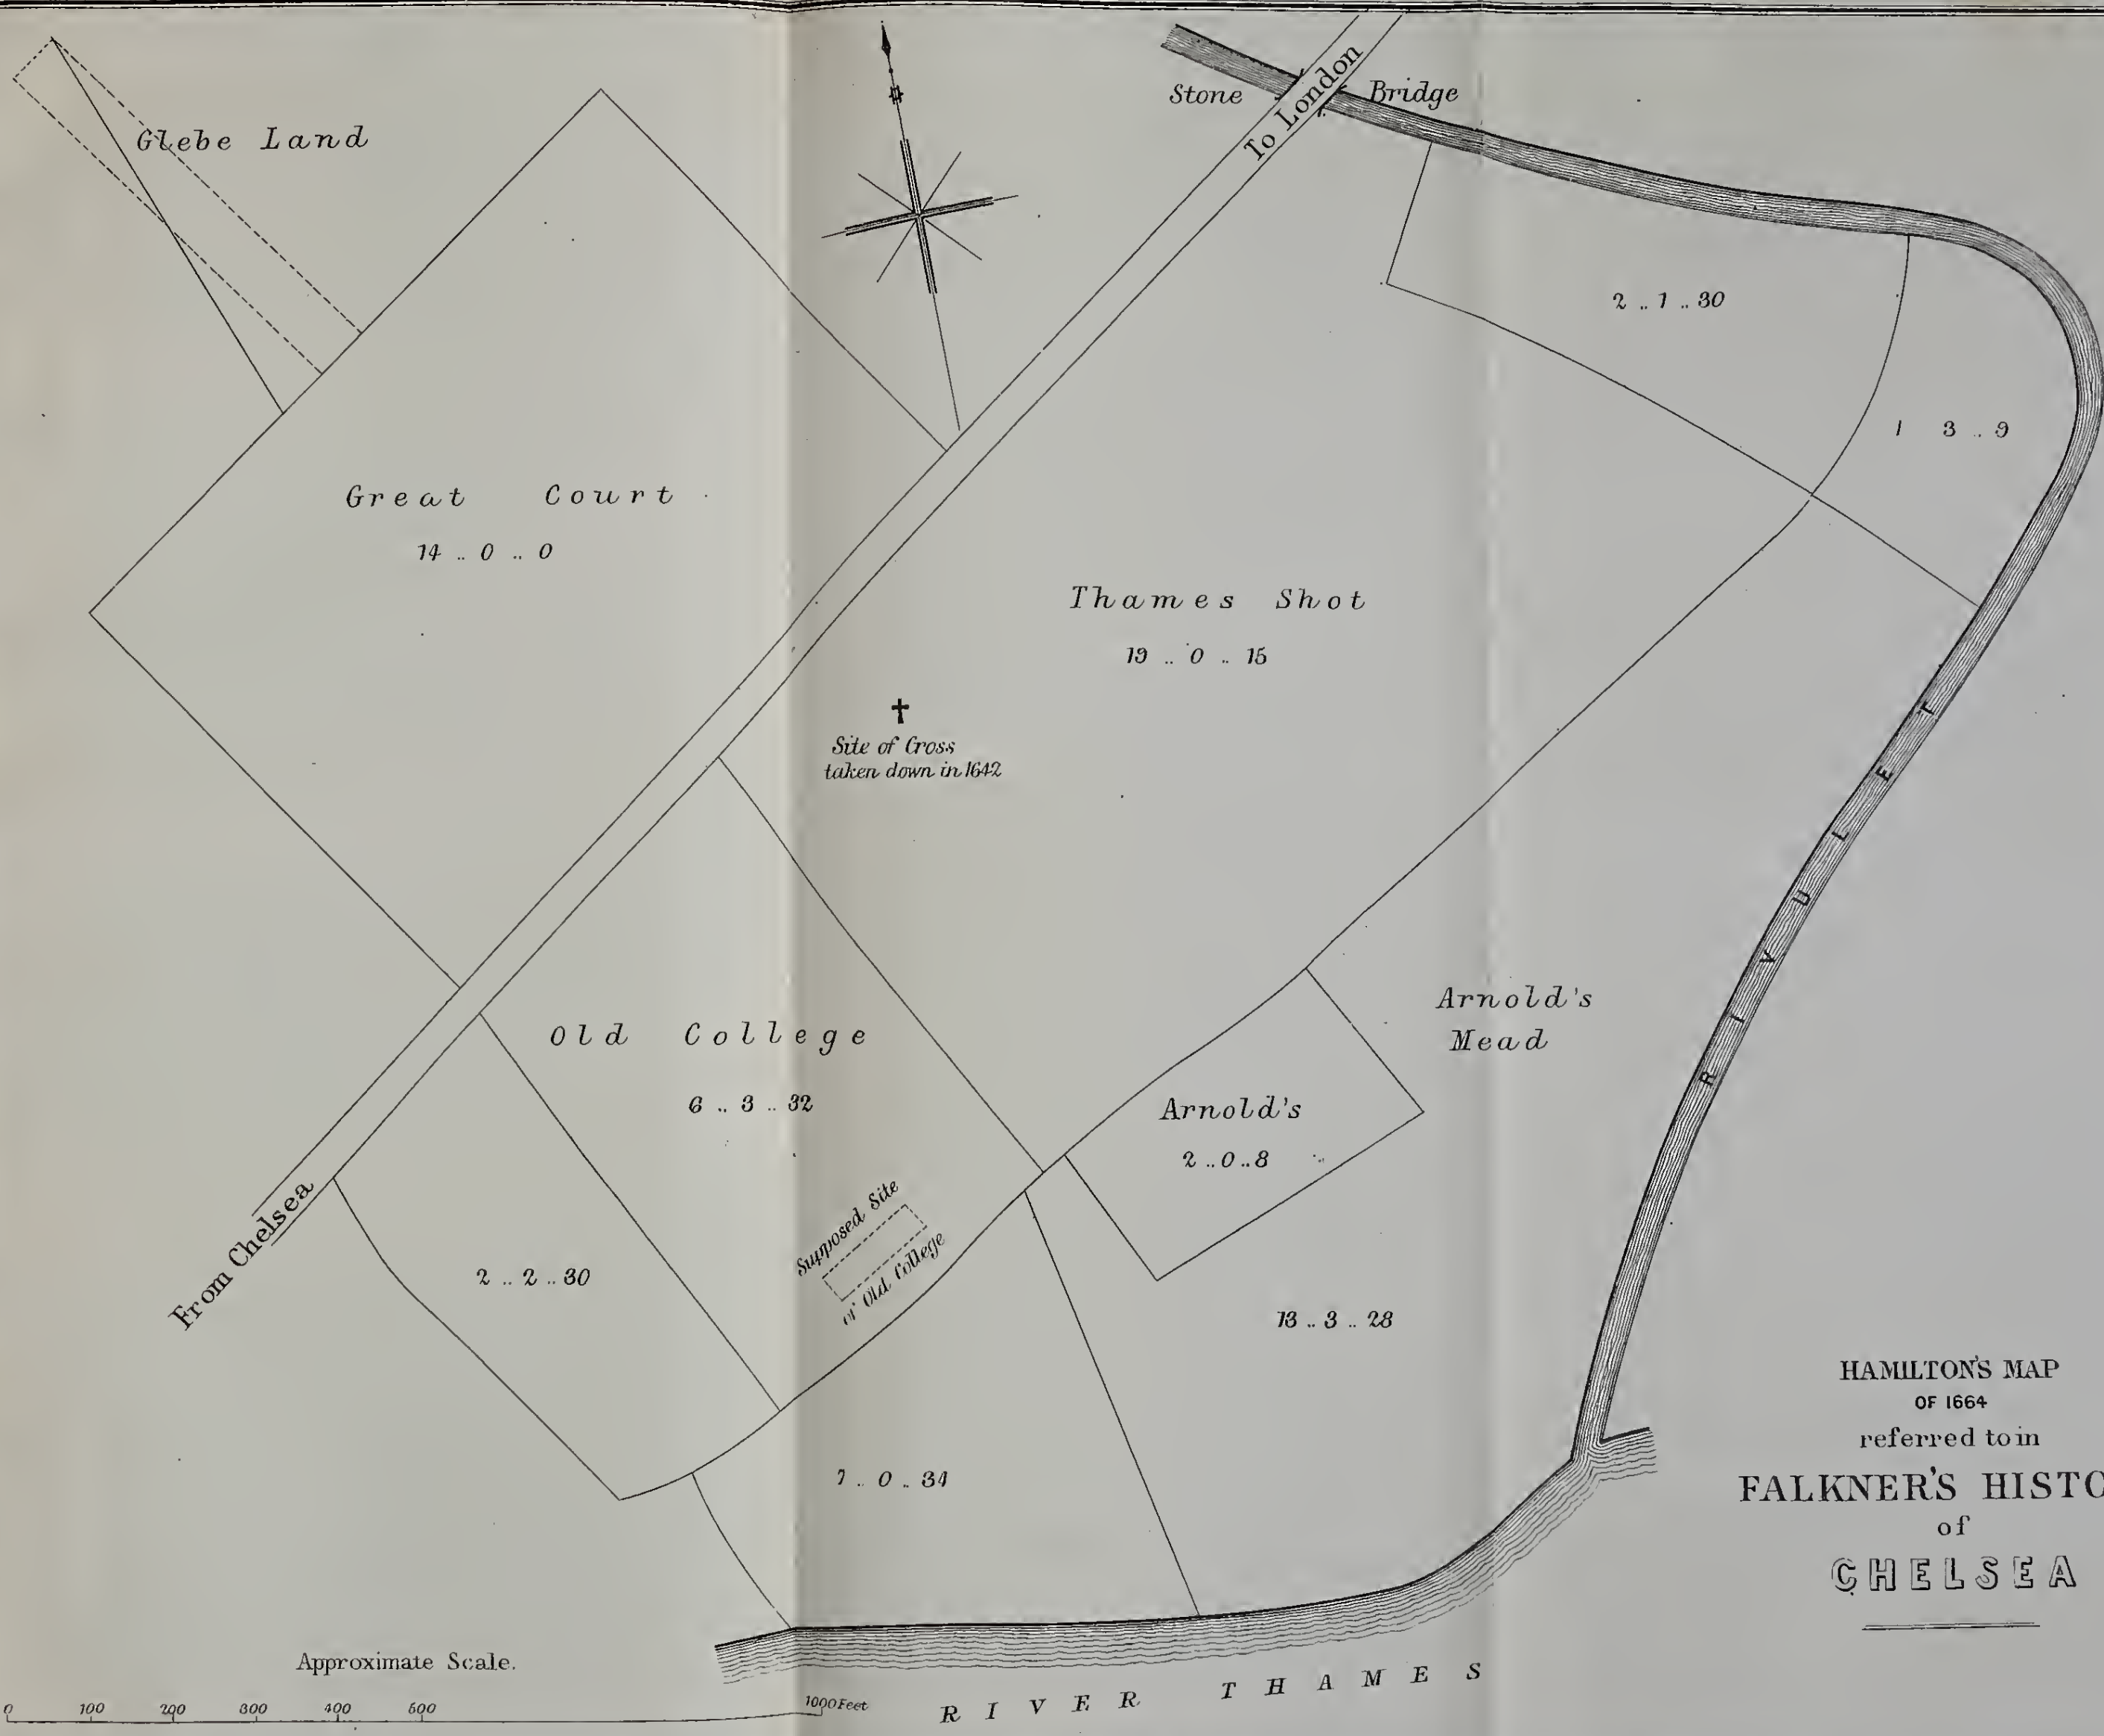 Glebe Land
Stone Bridge
To London
2 .. 1 .. 30
1 3 .. 9
Great Court
14 .. 0 .. 0
Thames Shot
19 .. 0 .. 15
Site of Cross
taken down in 1642
RIVULET
Arnold's
Mead
Old College
6 .. 3 .. 32
Arnold's
2 .. 0 .. 8
Supposed Site
of Old College
From Chelsea
2 .. 2 .. 30
13 .. 3 .. 28
7 .. 0 .. 34
HAMILTON'S MAP
OF 1664
referred to in
FALKNER'S HISTO
of
CHELSEA
Approximate Scale.
0 100 200 300 400 500 1000 Feet
RIVER THAMES